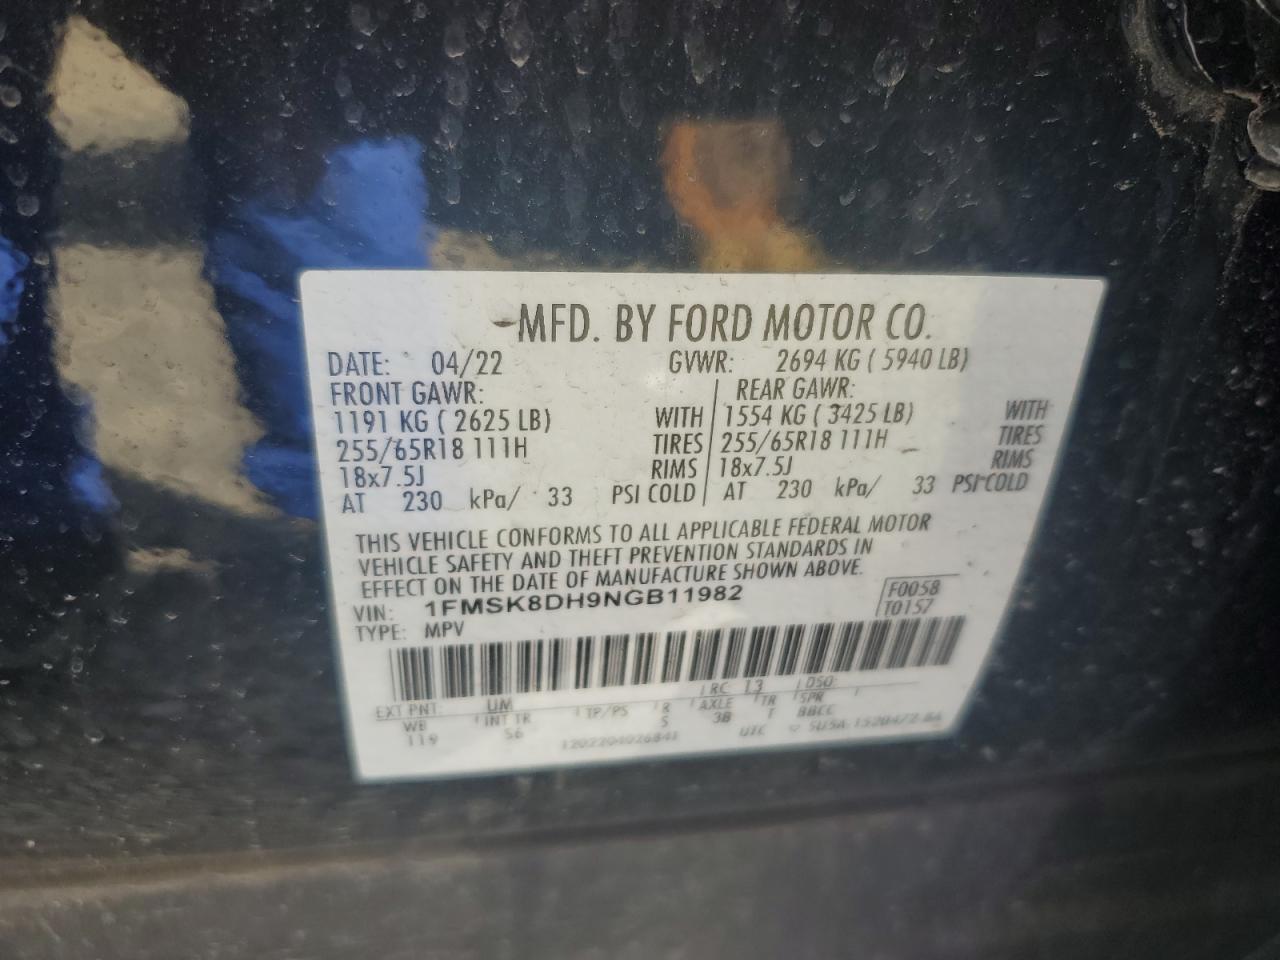 MFD. BY FORD MOTOR CO.
DATE: 04/22 GVWR: 2694 KG ( 5940 LB)
FRONT GAWR: REAR GAWR:
1191 KG ( 2625 LB) WITH 1554 KG ( 3425 LB) WITH
255/65R18 111H TIRES 255/65R18 111H TIRES
18x7.5J RIMS 18x7.5J RIMS
AT 230 kPa/ 33 PSI COLD AT 230 kPa/ 33 PSI COLD
THIS VEHICLE CONFORMS TO ALL APPLICABLE FEDERAL MOTOR
VEHICLE SAFETY AND THEFT PREVENTION STANDARDS IN
EFFECT ON THE DATE OF MANUFACTURE SHOWN ABOVE.
VIN: 1FMSK8DH9NGB11982 F0058
TYPE: MPV T0157
EXT PNT: UM RC: 13 DSO:
WB INT TR TP/PS R AXLE TR SPR
119 S6 S 3B T BBCC
UTC